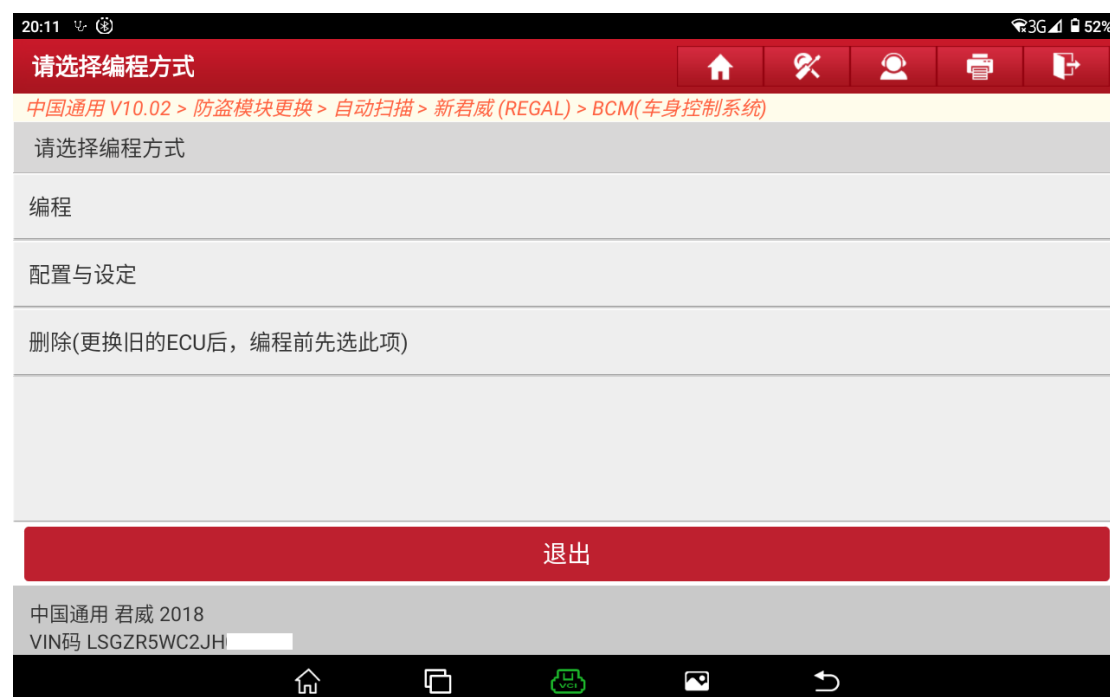 20:11 3G 52%
请选择编程方式
中国通用 V10.02 > 防盗模块更换 > 自动扫描 > 新君威 (REGAL) > BCM(车身控制系统)
请选择编程方式
编程
配置与设定
删除(更换旧的ECU后，编程前先选此项)
退出
中国通用 君威 2018
VIN码 LSGZR5WC2JH
VCI